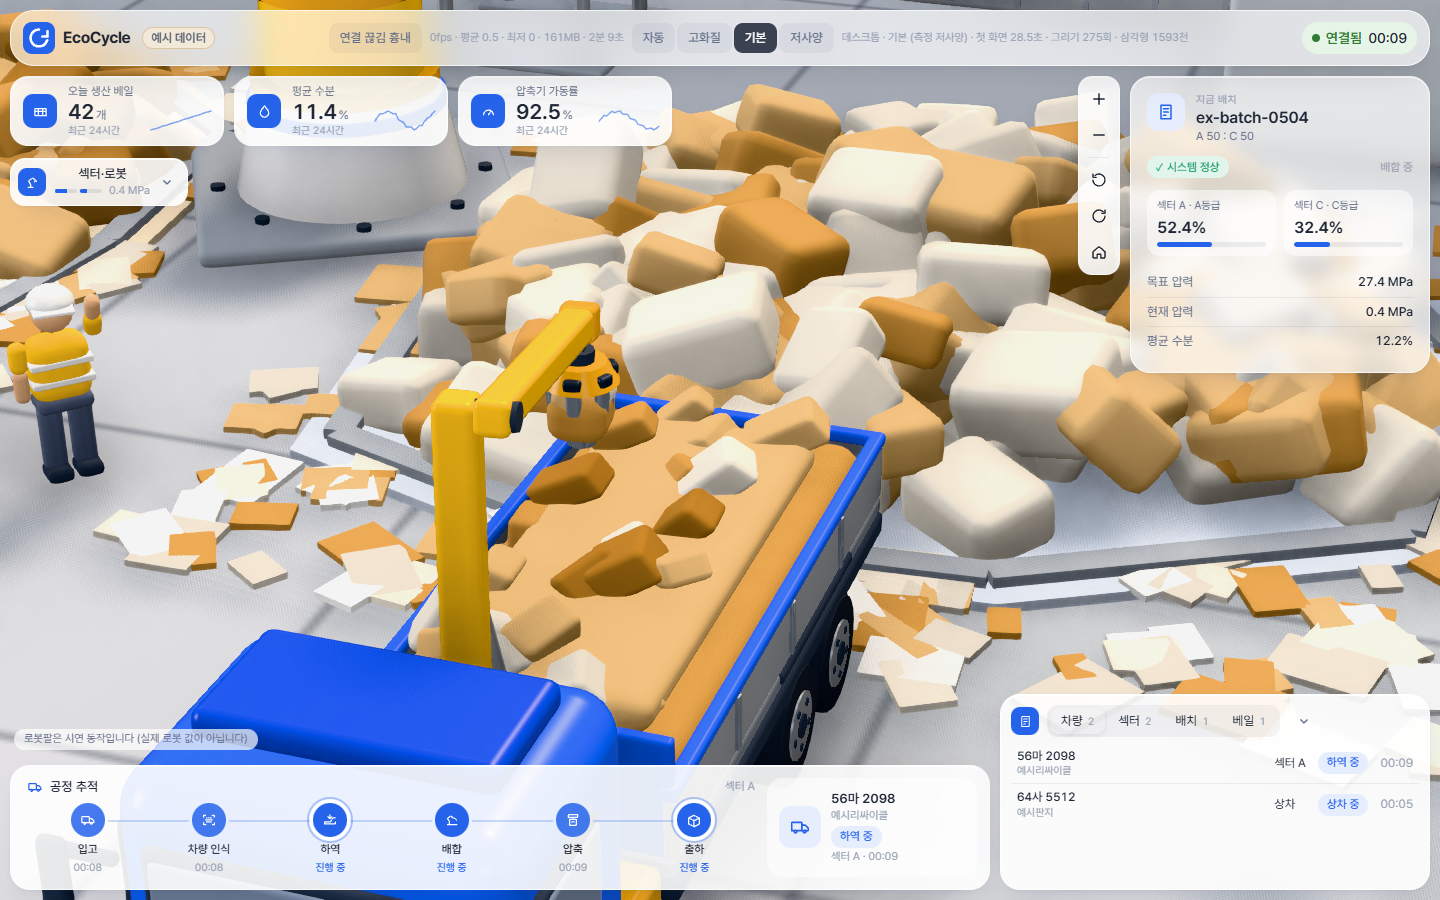 EcoCycle
예시 데이터
연결 끊김 흉내
0fps · 평균 0.5 · 최저 0 · 161MB · 2분 9초
자동
고화질
기본
저사양
데스크톱 · 기본 (측정 저사양) · 첫 화면 28.5초 · 그리기 275회 · 삼각형 1593천
연결됨 00:09
오늘 생산 베일
42개
최근 24시간
평균 수분
11.4%
최근 24시간
압축기 가동률
92.5%
최근 24시간
섹터·로봇
0.4 MPa
지금 배치
ex-batch-0504
A 50 : C 50
✓ 시스템 정상
배합 중
섹터 A · A등급
52.4%
섹터 C · C등급
32.4%
목표 압력 27.4 MPa
현재 압력 0.4 MPa
평균 수분 12.2%
로봇팔은 시연 동작입니다 (실제 로봇 값이 아닙니다)
공정 추적
섹터 A
입고
00:08
차량 인식
00:08
하역
진행 중
배합
진행 중
압축
00:09
출하
진행 중
56마 2098
예시리싸이클
하역 중
섹터 A · 00:09
차량 2
섹터 2
배치 1
베일 1
56마 2098
예시리싸이클
섹터 A
하역 중
00:09
64사 5512
예시판지
상차
상차 중
00:05